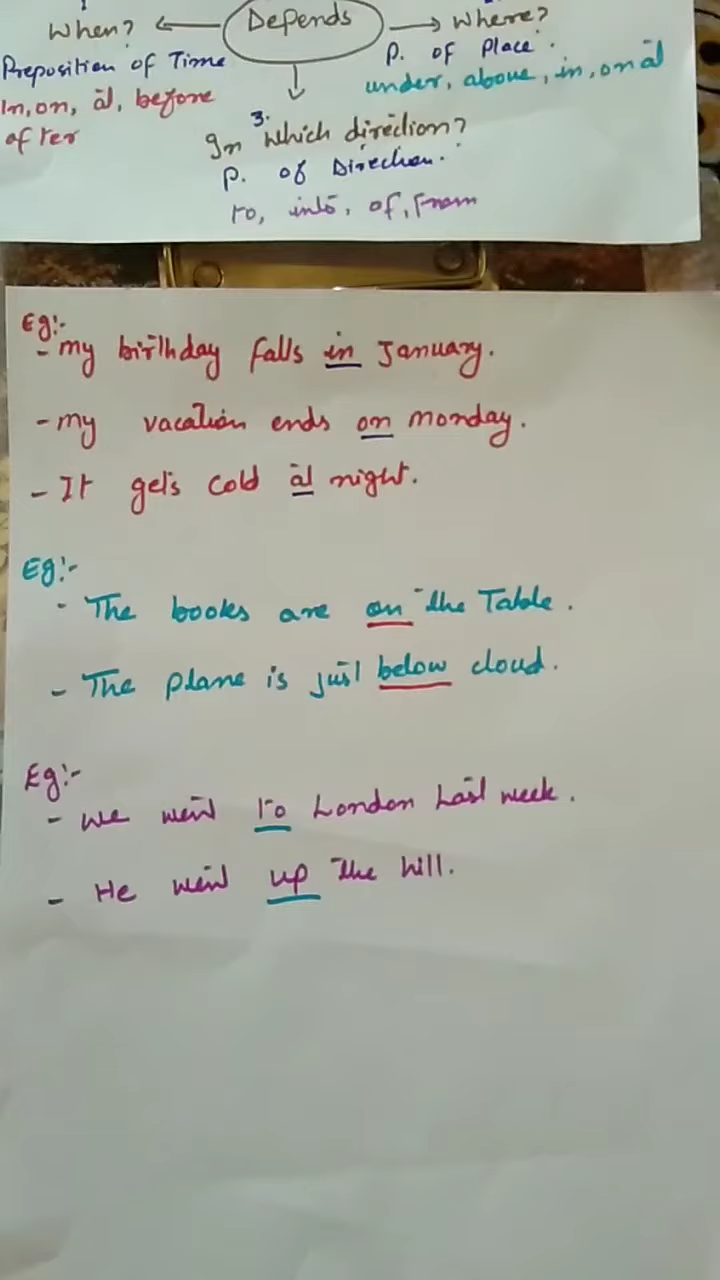 When? ← Depends → Where?
Preposition of Time
P. of Place.
In, on, at, before
after
under, above, in, on at
3.
In which direction?
P. of Direction.
to, into, of, From
Eg:-
- my birthday falls in January.
- my vacation ends on monday.
- It gets cold at night.
Eg:-
- The books are on the Table.
- The plane is just below cloud.
Eg:-
- we went to London Last week.
- He went up the hill.